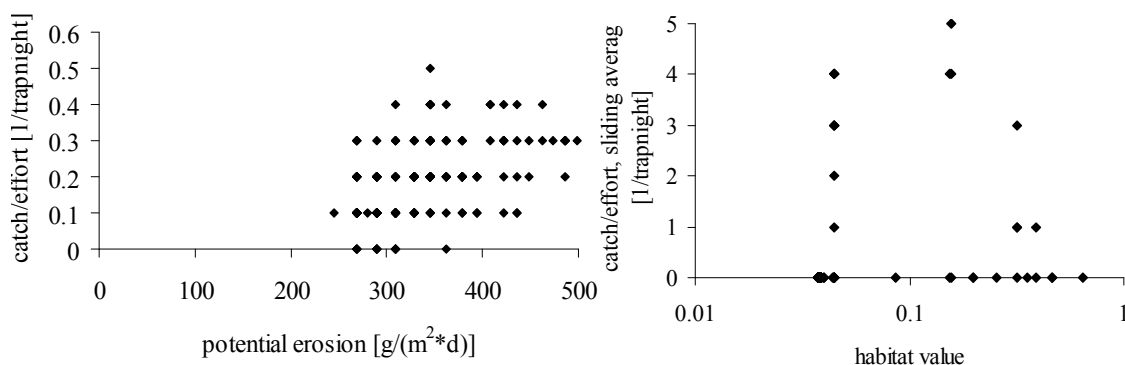 catch/effort [1/trapnight]
0.6
0.5
0.4
0.3
0.2
0.1
0
0 100 200 300 400 500
potential erosion [g/(m²*d)]
catch/effort, sliding averag
[1/trapnight]
5
4
3
2
1
0
0.01 0.1 1
habitat value